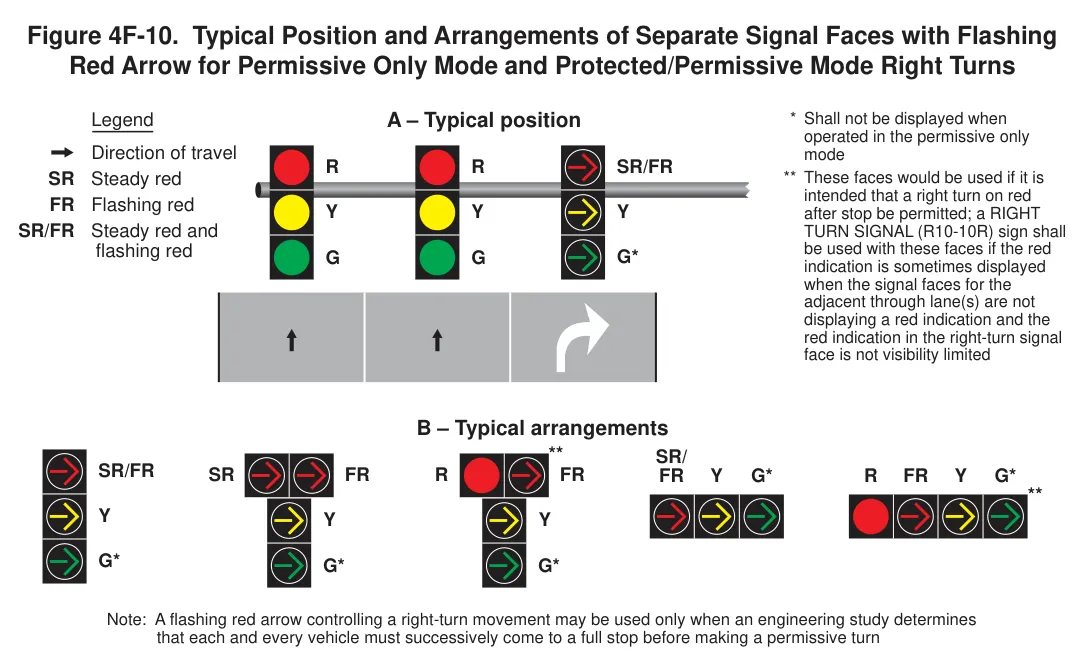 Figure 4F-10.  Typical Position and Arrangements of Separate Signal Faces with Flashing
Red Arrow for Permissive Only Mode and Protected/Permissive Mode Right Turns
Legend
Direction of travel
SR Steady red
FR Flashing red
SR/FR Steady red and
flashing red
A – Typical position
R R SR/FR
Y Y Y
G G G*
* Shall not be displayed when
operated in the permissive only
mode
** These faces would be used if it is
intended that a right turn on red
after stop be permitted; a RIGHT
TURN SIGNAL (R10-10R) sign shall
be used with these faces if the red
indication is sometimes displayed
when the signal faces for the
adjacent through lane(s) are not
displaying a red indication and the
red indication in the right-turn signal
face is not visibility limited
B – Typical arrangements
SR/FR
Y
G*
SR FR
Y
G*
R ** FR
Y
G*
SR/
FR Y G*
R FR Y G*
**
Note:  A flashing red arrow controlling a right-turn movement may be used only when an engineering study determines
that each and every vehicle must successively come to a full stop before making a permissive turn